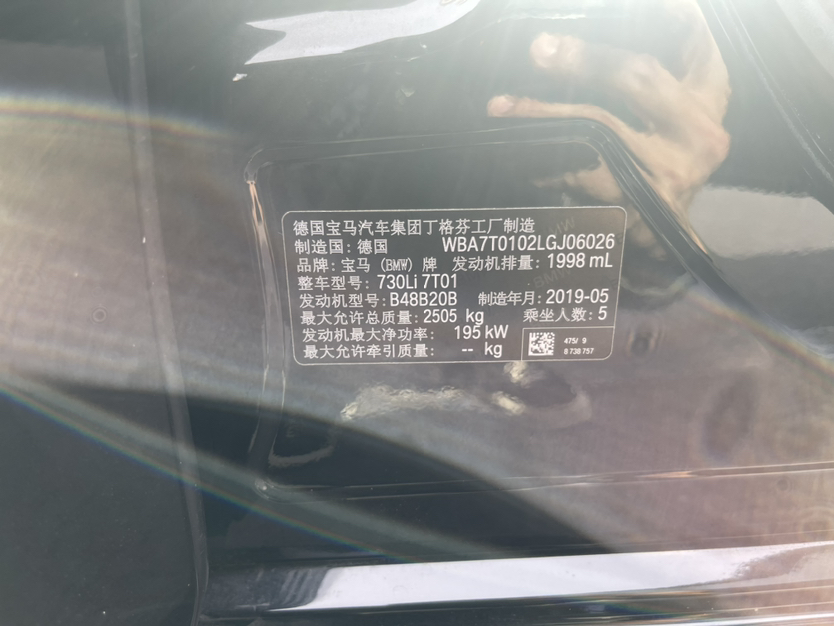 德国宝马汽车集团丁格芬工厂制造
制造国: 德国 WBA7T0102LGJ06026
品牌: 宝马 (BMW) 牌 发动机排量: 1998 mL
整车型号: 730Li 7T01
发动机型号: B48B20B 制造年月: 2019-05
最大允许总质量: 2505 kg 乘坐人数: 5
发动机最大净功率: 195 kW
最大允许牵引质量: -- kg
475/ 9
8 738 757